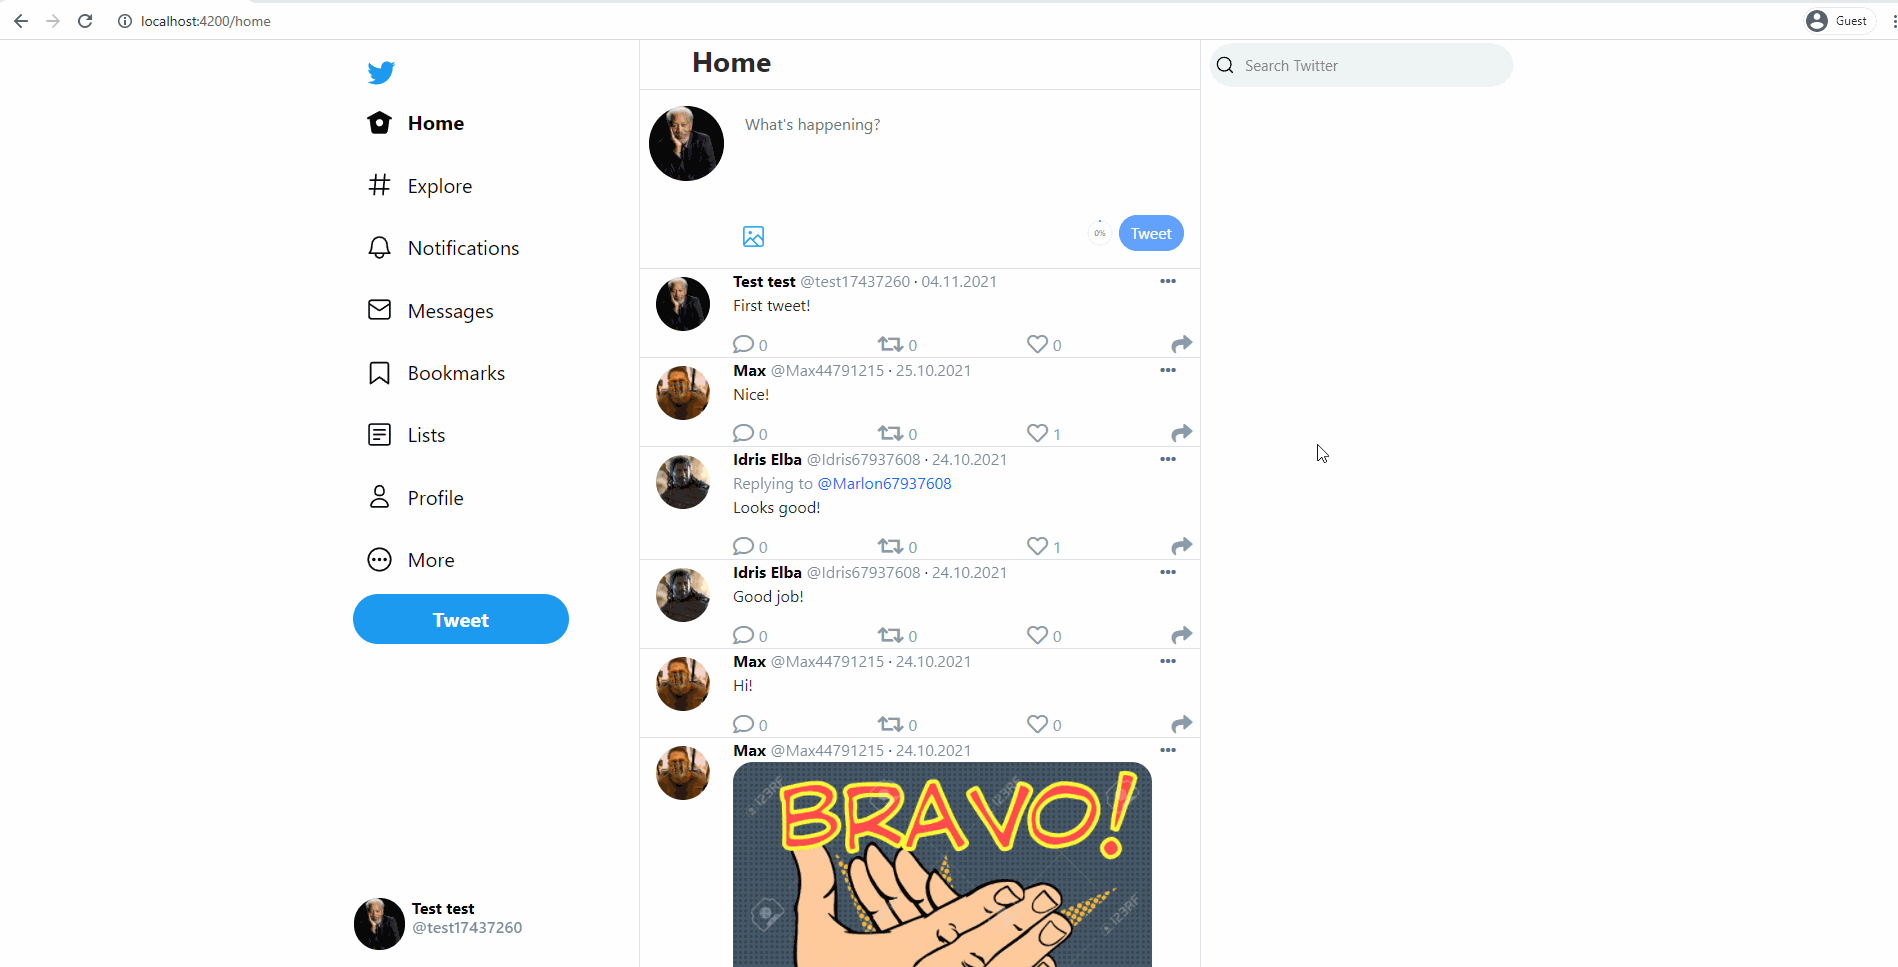 localhost:4200/home
Guest
Home
Search Twitter
Home
Explore
Notifications
Messages
Bookmarks
Lists
Profile
More
Tweet
Test test
@test17437260
What's happening?
0%
Tweet
Test test @test17437260 · 04.11.2021
First tweet!
0 0 0
Max @Max44791215 · 25.10.2021
Nice!
0 0 1
Idris Elba @Idris67937608 · 24.10.2021
Replying to @Marlon67937608
Looks good!
0 0 1
Idris Elba @Idris67937608 · 24.10.2021
Good job!
0 0 0
Max @Max44791215 · 24.10.2021
Hi!
0 0 0
Max @Max44791215 · 24.10.2021
BRAVO!
123RF
123RF
123RF